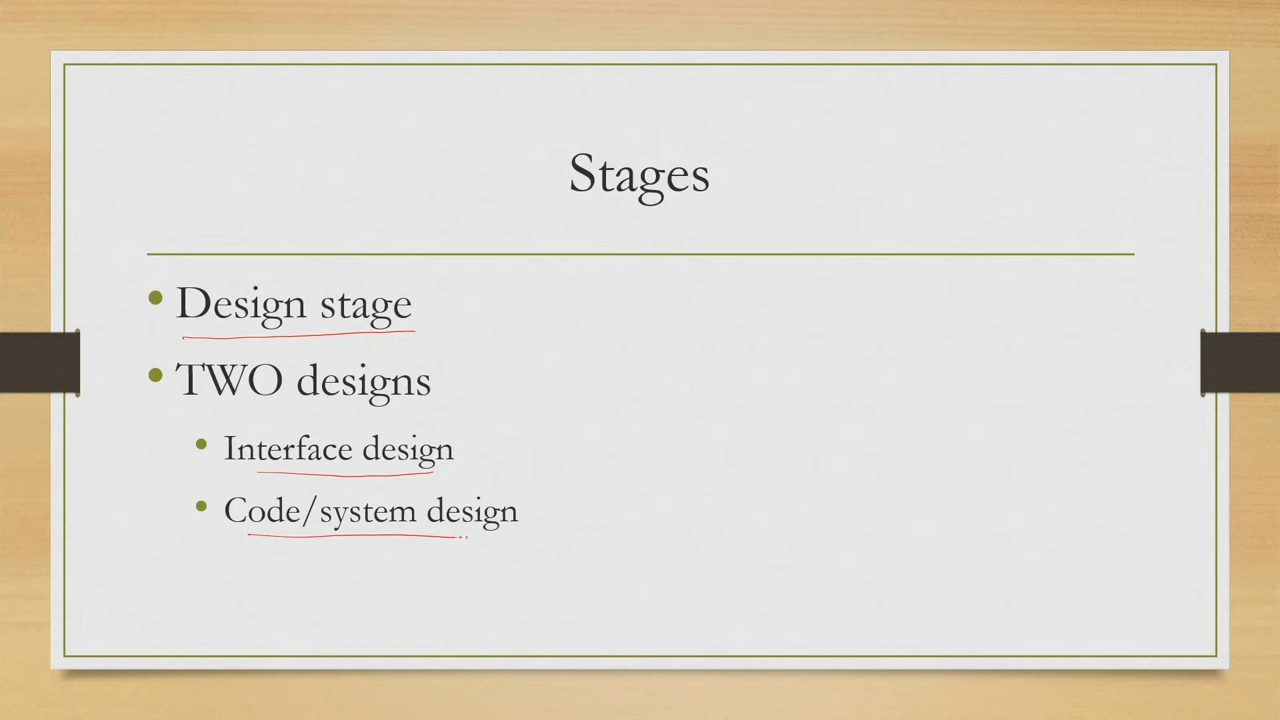 Stages
• Design stage
• TWO designs
• Interface design
• Code/system design